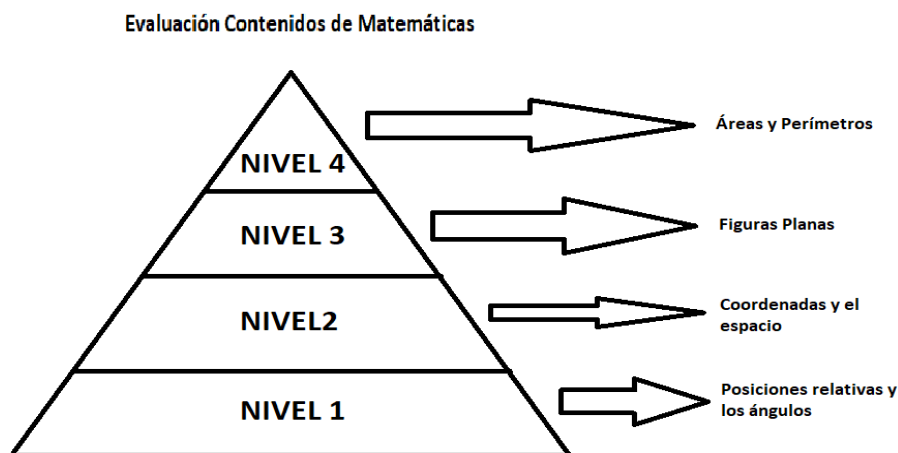 Evaluación Contenidos de Matemáticas
NIVEL 4
Áreas y Perímetros
NIVEL 3
Figuras Planas
NIVEL2
Coordenadas y el
espacio
NIVEL 1
Posiciones relativas y
los ángulos